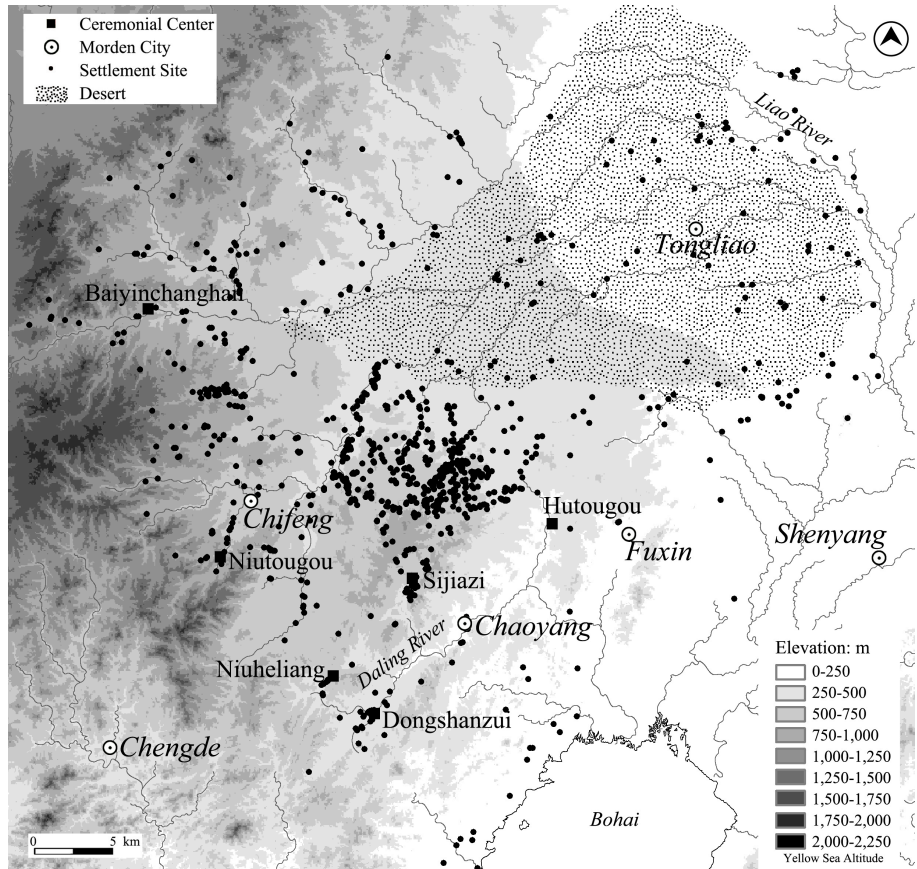 Ceremonial Center
Morden City
Settlement Site
Desert
Liao River
Tongliao
Baiyinchanghan
Chifeng
Hutougou
Fuxin
Shenyang
Niutougou
Sijiazi
Chaoyang
Daling River
Niuheliang
Dongshanzui
Chengde
Bohai
Elevation: m
0-250
250-500
500-750
750-1,000
1,000-1,250
1,250-1,500
1,500-1,750
1,750-2,000
2,000-2,250
Yellow Sea Altitude
0 5 km